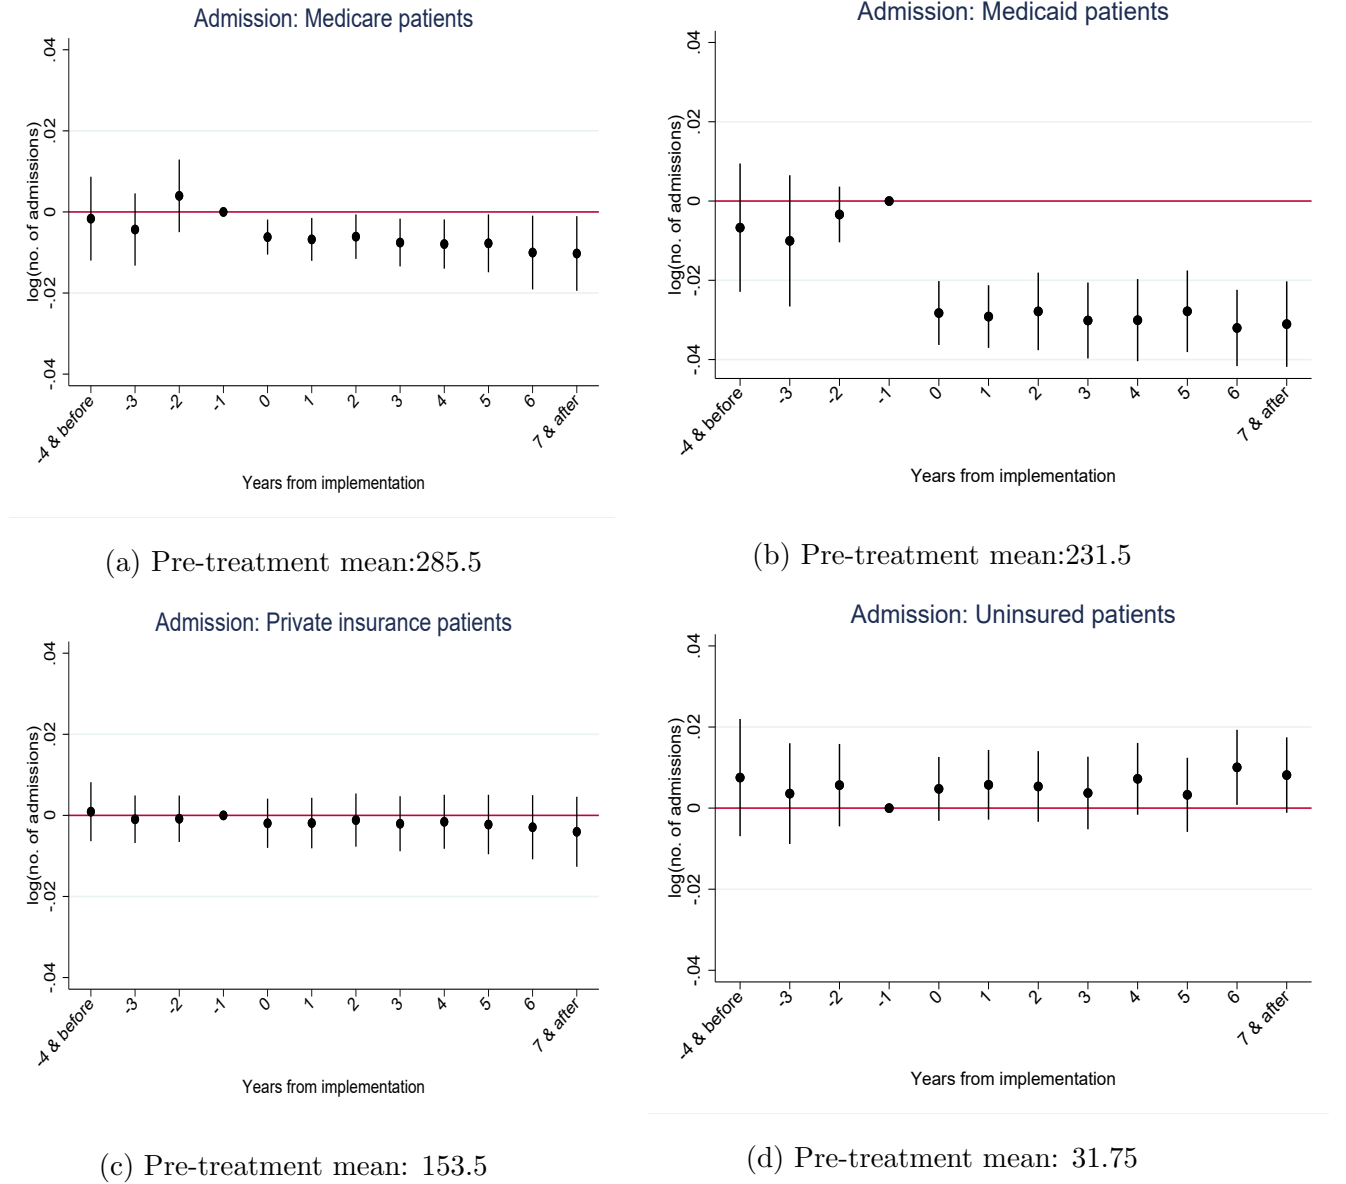 Admission: Medicare patients
log(no. of admissions)
.04
.02
0
-.02
-.04
-4 & before -3 -2 -1 0 1 2 3 4 5 6 7 & after
Years from implementation
(a) Pre-treatment mean:285.5
Admission: Medicaid patients
log(no. of admissions)
.04
.02
0
-.02
-.04
-4 & before -3 -2 -1 0 1 2 3 4 5 6 7 & after
Years from implementation
(b) Pre-treatment mean:231.5
Admission: Private insurance patients
log(no. of admissions)
.04
.02
0
-.02
-.04
-4 & before -3 -2 -1 0 1 2 3 4 5 6 7 & after
Years from implementation
(c) Pre-treatment mean: 153.5
Admission: Uninsured patients
log(no. of admissions)
.04
.02
0
-.02
-.04
-4 & before -3 -2 -1 0 1 2 3 4 5 6 7 & after
Years from implementation
(d) Pre-treatment mean: 31.75